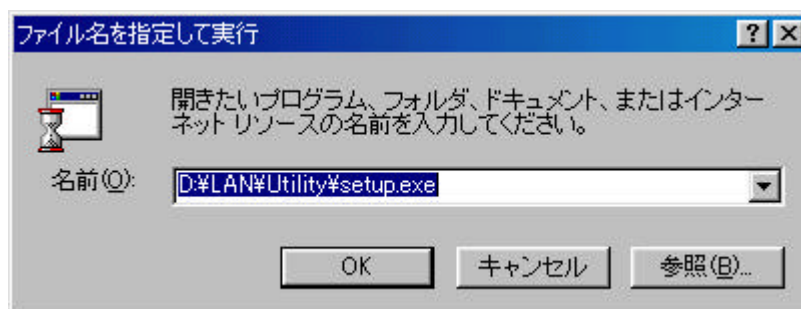 ファイル名を指定して実行
開きたいプログラム、フォルダ、ドキュメント、またはインター
ネット リソースの名前を入力してください。
名前(O):
D:¥LAN¥Utility¥setup.exe
OK キャンセル 参照(B)...